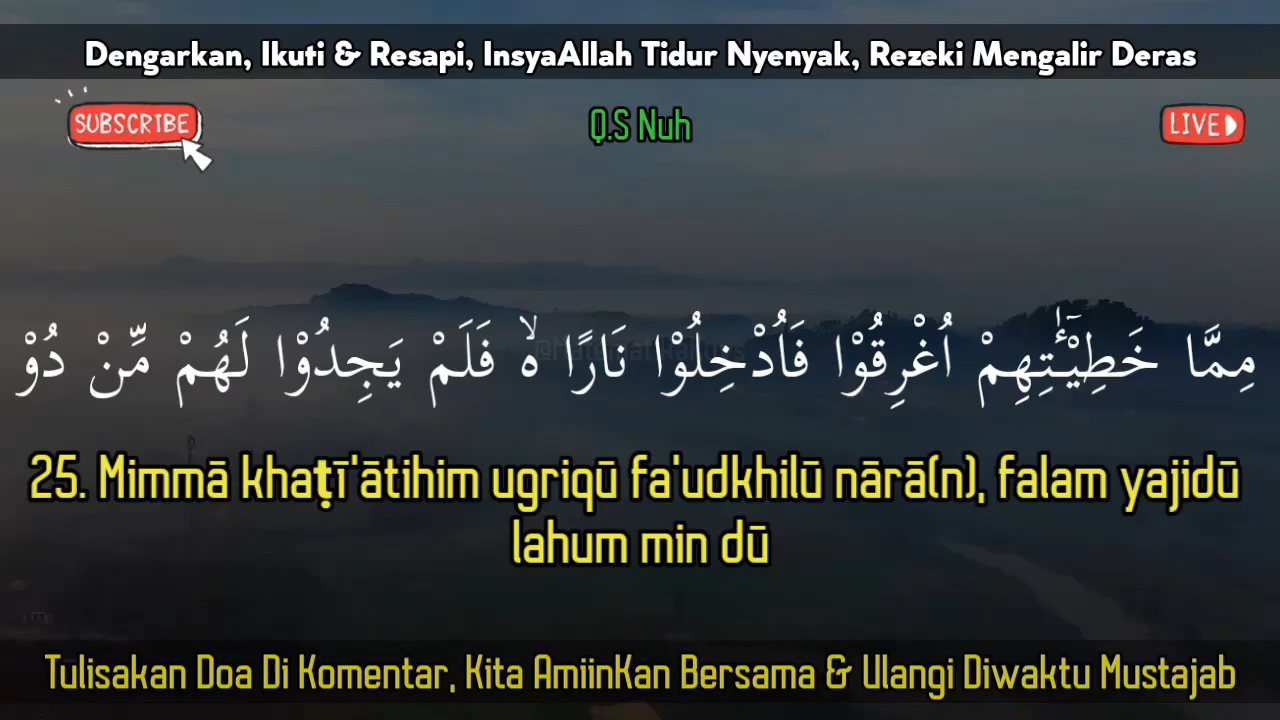 Dengarkan, Ikuti & Resapi, InsyaAllah Tidur Nyenyak, Rezeki Mengalir Deras
SUBSCRIBE
Q.S Nuh
LIVE
مِمَّا خَطِيْۤـٰٔتِهِمْ اُغْرِقُوْا فَاُدْخِلُوْا نَارًا ەۙ فَلَمْ يَجِدُوْا لَهُمْ مِّنْ دُوْ
25. Mimmā khaṭī'ātihim ugriqū fa'udkhilū nārā(n), falam yajidū
lahum min dū
Tulisakan Doa Di Komentar, Kita AmiinKan Bersama & Ulangi Diwaktu Mustajab